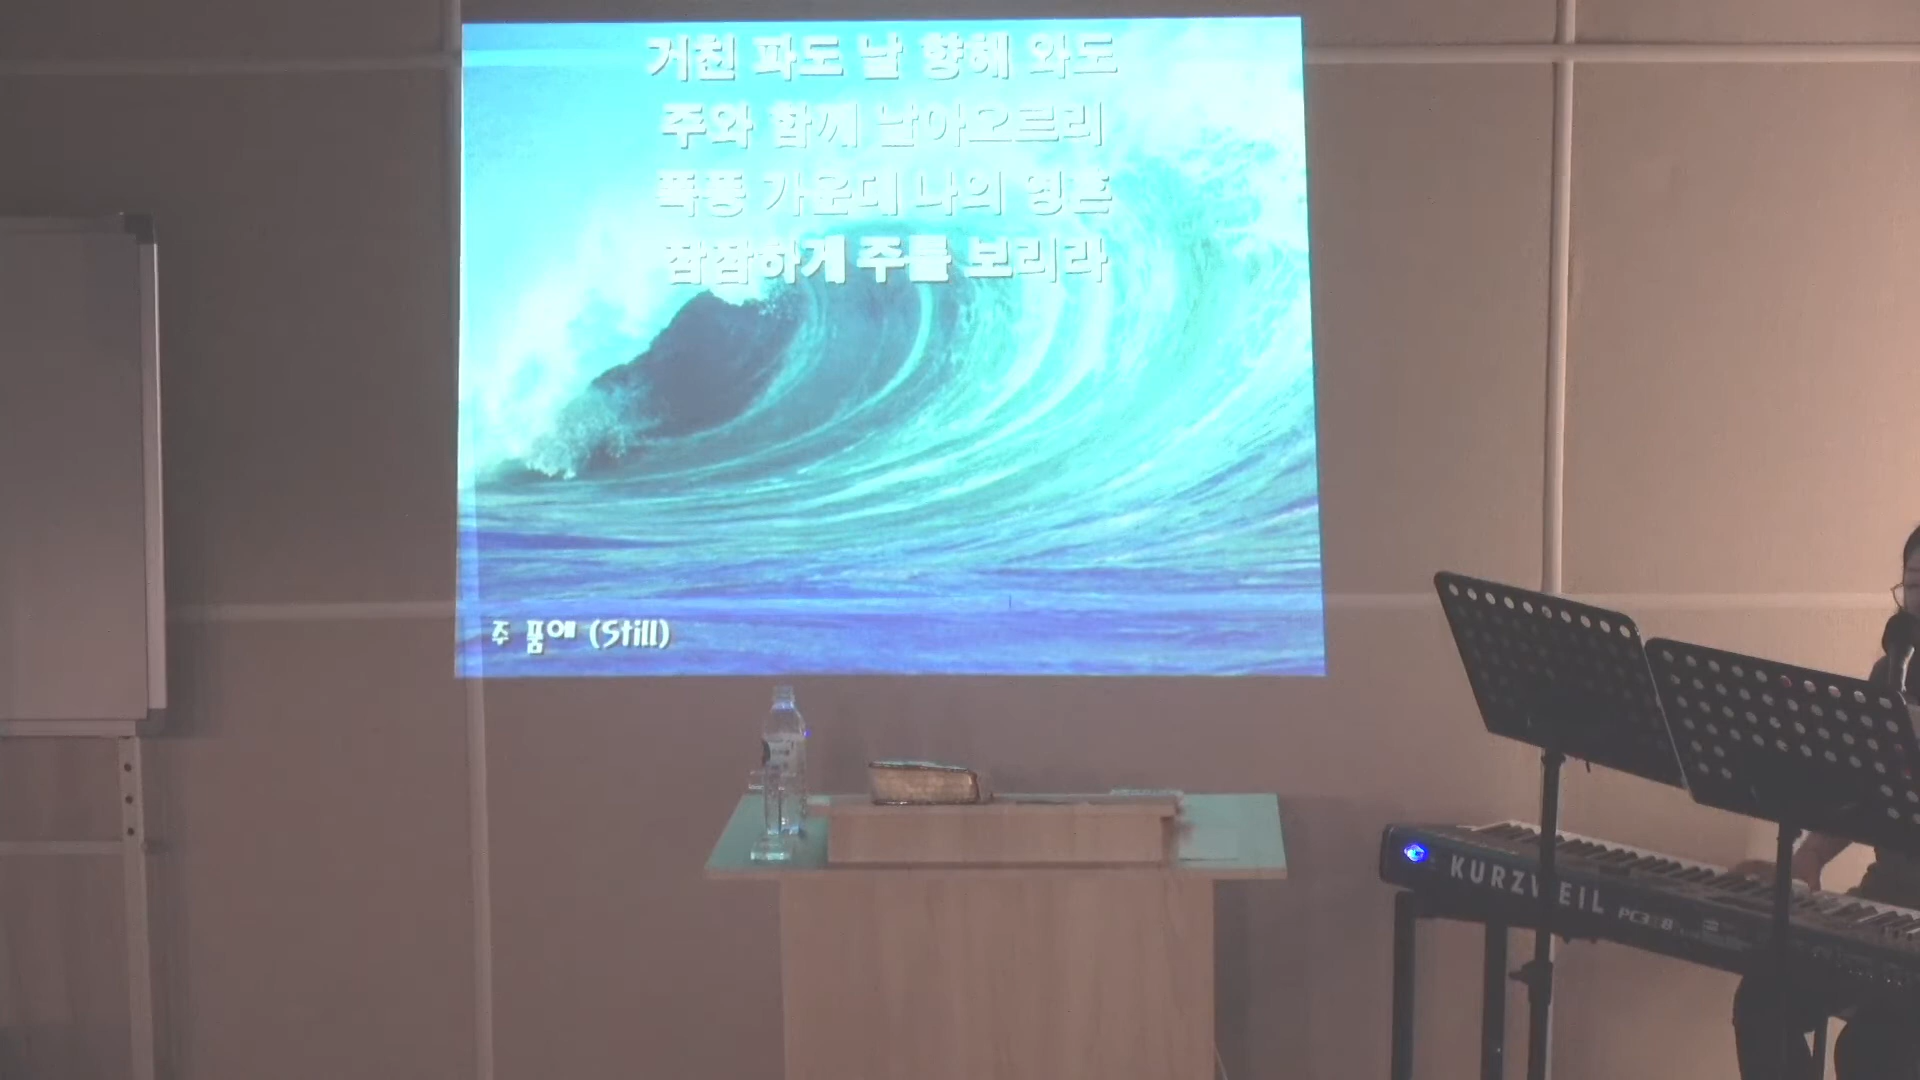 거친 파도 날 향해 와도
주와 함께 날아오르리
폭풍 가운데 나의 영혼
잠잠하게 주를 보리라
주 품에 (Still)
KURZWEIL PC3